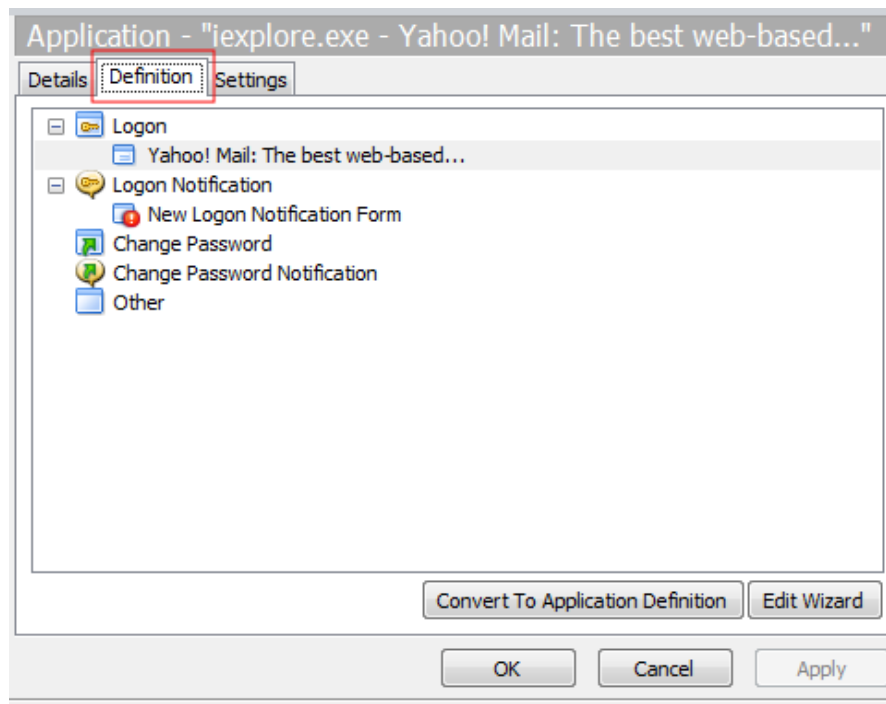 Application - "iexplore.exe - Yahoo! Mail: The best web-based..."
Details Definition Settings
Logon
Yahoo! Mail: The best web-based...
Logon Notification
New Logon Notification Form
Change Password
Change Password Notification
Other
Convert To Application Definition Edit Wizard
OK Cancel Apply